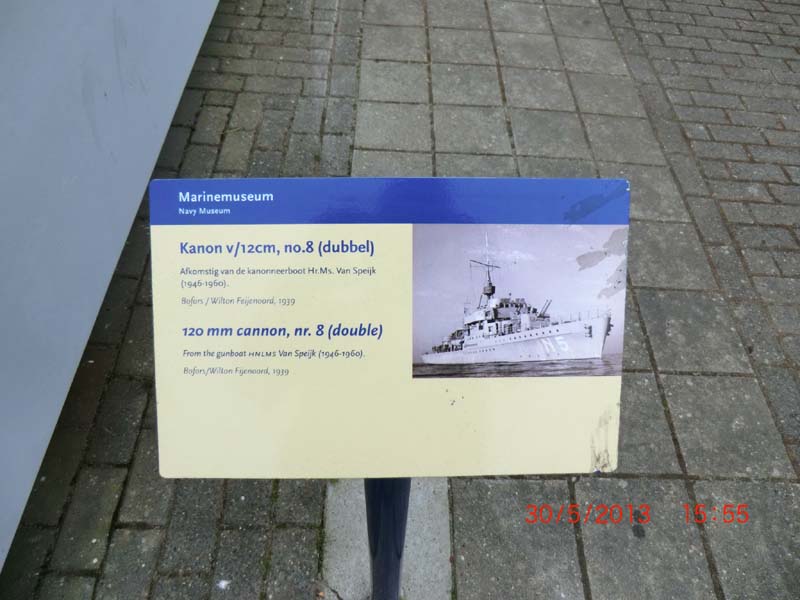 Marinemuseum
Navy Museum
Kanon v/12cm, no.8 (dubbel)
Afkomstig van de kanonneerboot Hr.Ms. Van Speijk
(1946-1960).
Bofors / Wilton Feijenoord, 1939
120 mm cannon, nr. 8 (double)
From the gunboat HNLMS Van Speijk (1946-1960).
Bofors/Wilton Fijenoord, 1939
30/5/2013 15:55